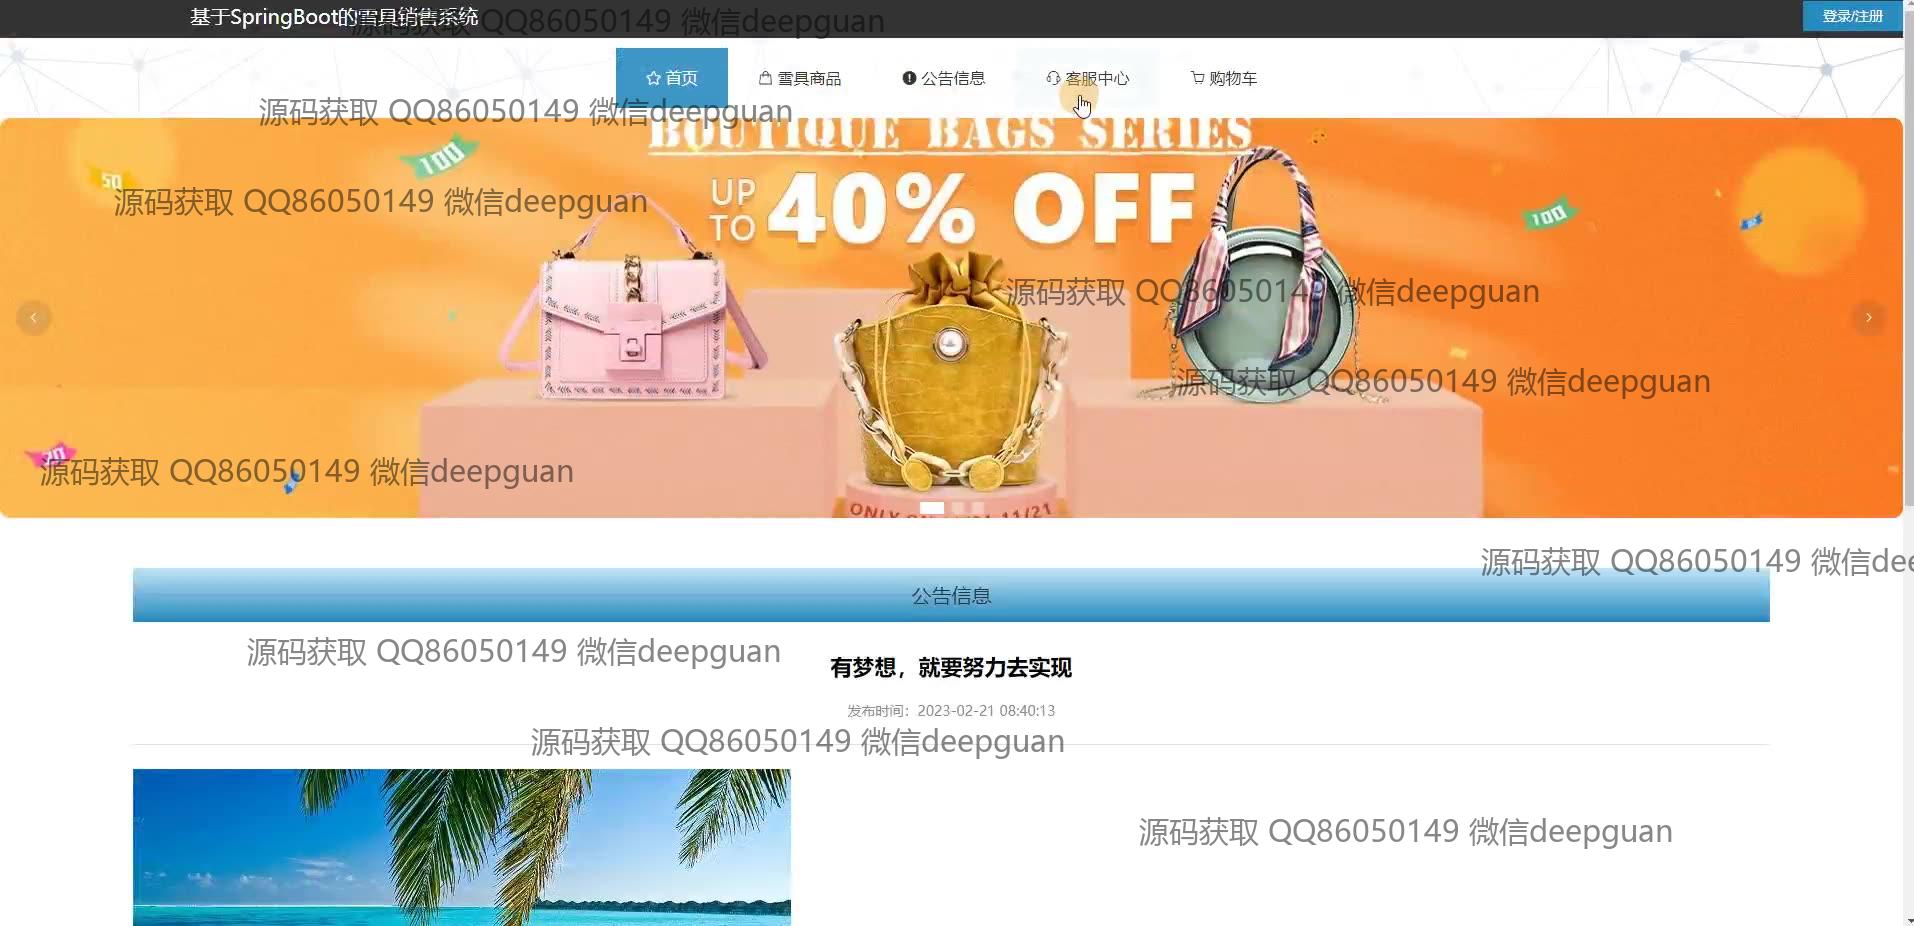 基于SpringBoot的雪具销售系统
源码获取 QQ86050149 微信deepguan
登录/注册
首页
雪具商品
公告信息
客服中心
购物车
源码获取 QQ86050149 微信deepguan
BOUTIQUE BAGS SERIES
50
100
UP TO 40% OFF
100
源码获取 QQ86050149 微信deepguan
源码获取 QQ86050149 微信deepguan
源码获取 QQ86050149 微信deepguan
源码获取 QQ86050149 微信deepguan
ONLY
11/21
源码获取 QQ86050149 微信dee
公告信息
源码获取 QQ86050149 微信deepguan
有梦想，就要努力去实现
发布时间：2023-02-21 08:40:13
源码获取 QQ86050149 微信deepguan
源码获取 QQ86050149 微信deepguan